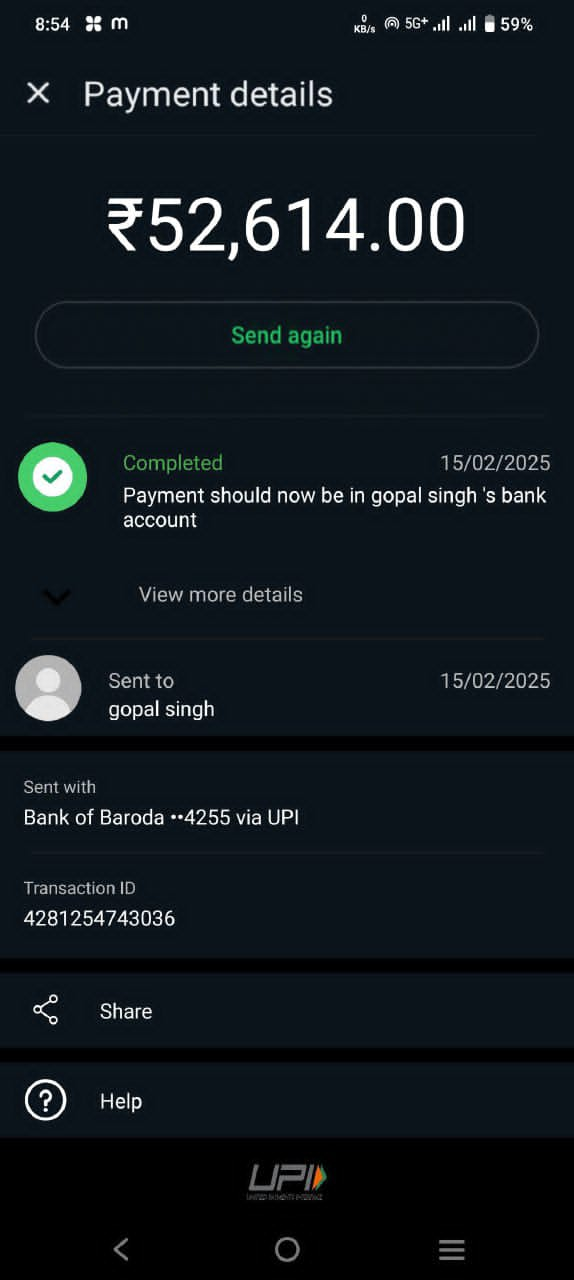 8:54 m 0 KB/s 5G+ 59%
Payment details
₹52,614.00
Send again
Completed 15/02/2025
Payment should now be in gopal singh 's bank
account
View more details
Sent to 15/02/2025
gopal singh
Sent with
Bank of Baroda ••4255 via UPI
Transaction ID
4281254743036
Share
Help
UPI
UNITED PAYMENTS INTERFACE